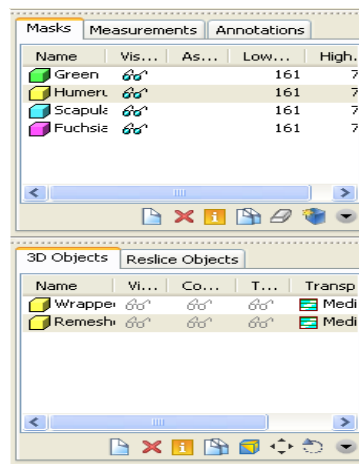 Masks Measurements Annotations
Name Vis... As... Low... High.
Green 161 7
Humeru 161 7
Scapula 161 7
Fuchsia 161 7
3D Objects Reslice Objects
Name Vi... Co... T... Transp
Wrapper Medi
Remesh Medi